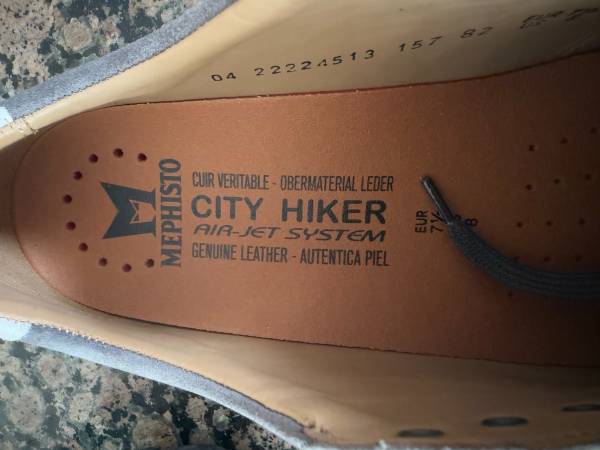 04 22224513 157 82
MEPHISTO
CUIR VERITABLE - OBERMATERIAL LEDER
CITY HIKER
AIR-JET SYSTEM
GENUINE LEATHER - AUTENTICA PIEL
EUR
8